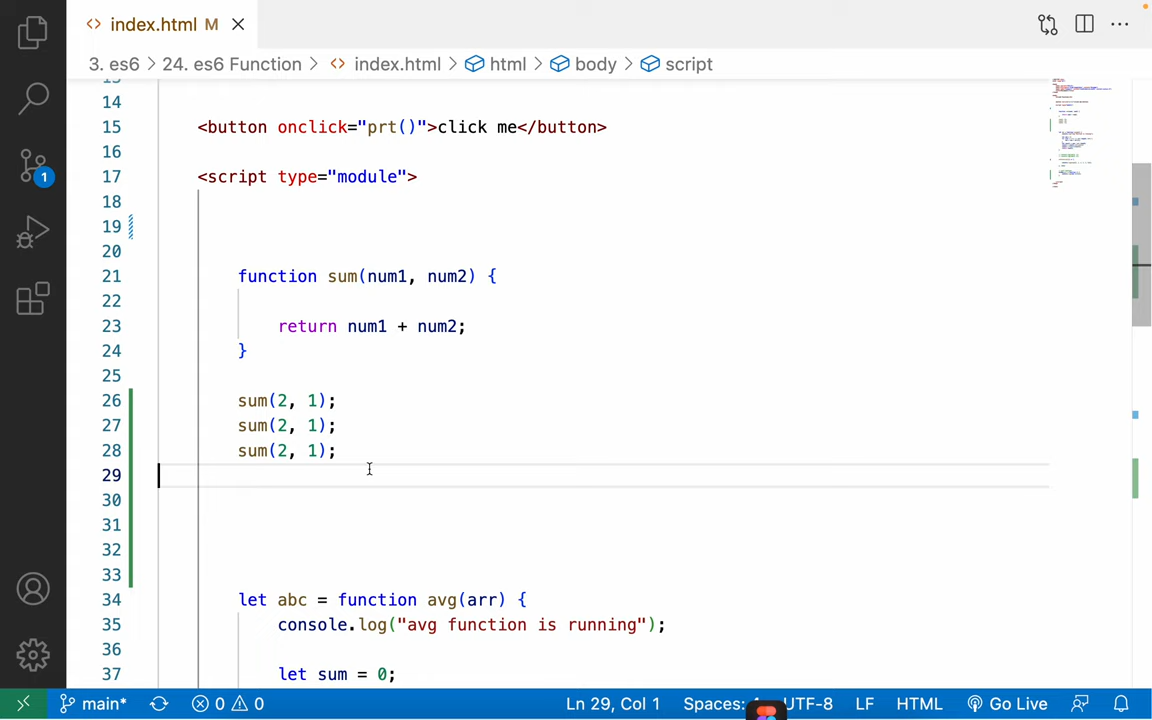 index.html M
3. es6 > 24. es6 Function > index.html > html > body > script
14
15 <button onclick="prt()">click me</button>
16
17 <script type="module">
18
19
20
21 function sum(num1, num2) {
22
23 return num1 + num2;
24 }
25
26 sum(2, 1);
27 sum(2, 1);
28 sum(2, 1);
29
30
31
32
33
34 let abc = function avg(arr) {
35 console.log("avg function is running");
36
37 let sum = 0;
1
main* 0 0 Ln 29, Col 1 Spaces: UTF-8 LF HTML Go Live